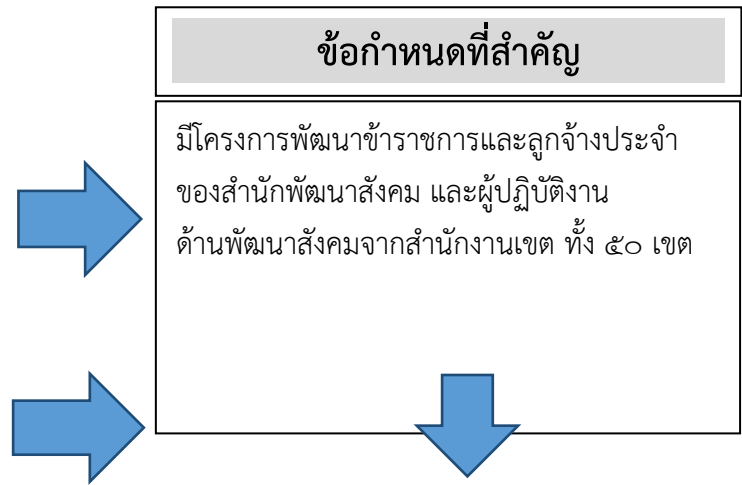 ข้อกำหนดที่สำคัญ
มีโครงการพัฒนาข้าราชการและลูกจ้างประจำ
ของสำนักพัฒนาสังคม และผู้ปฏิบัติงาน
ด้านพัฒนาสังคมจากสำนักงานเขต ทั้ง ๕๐ เขต